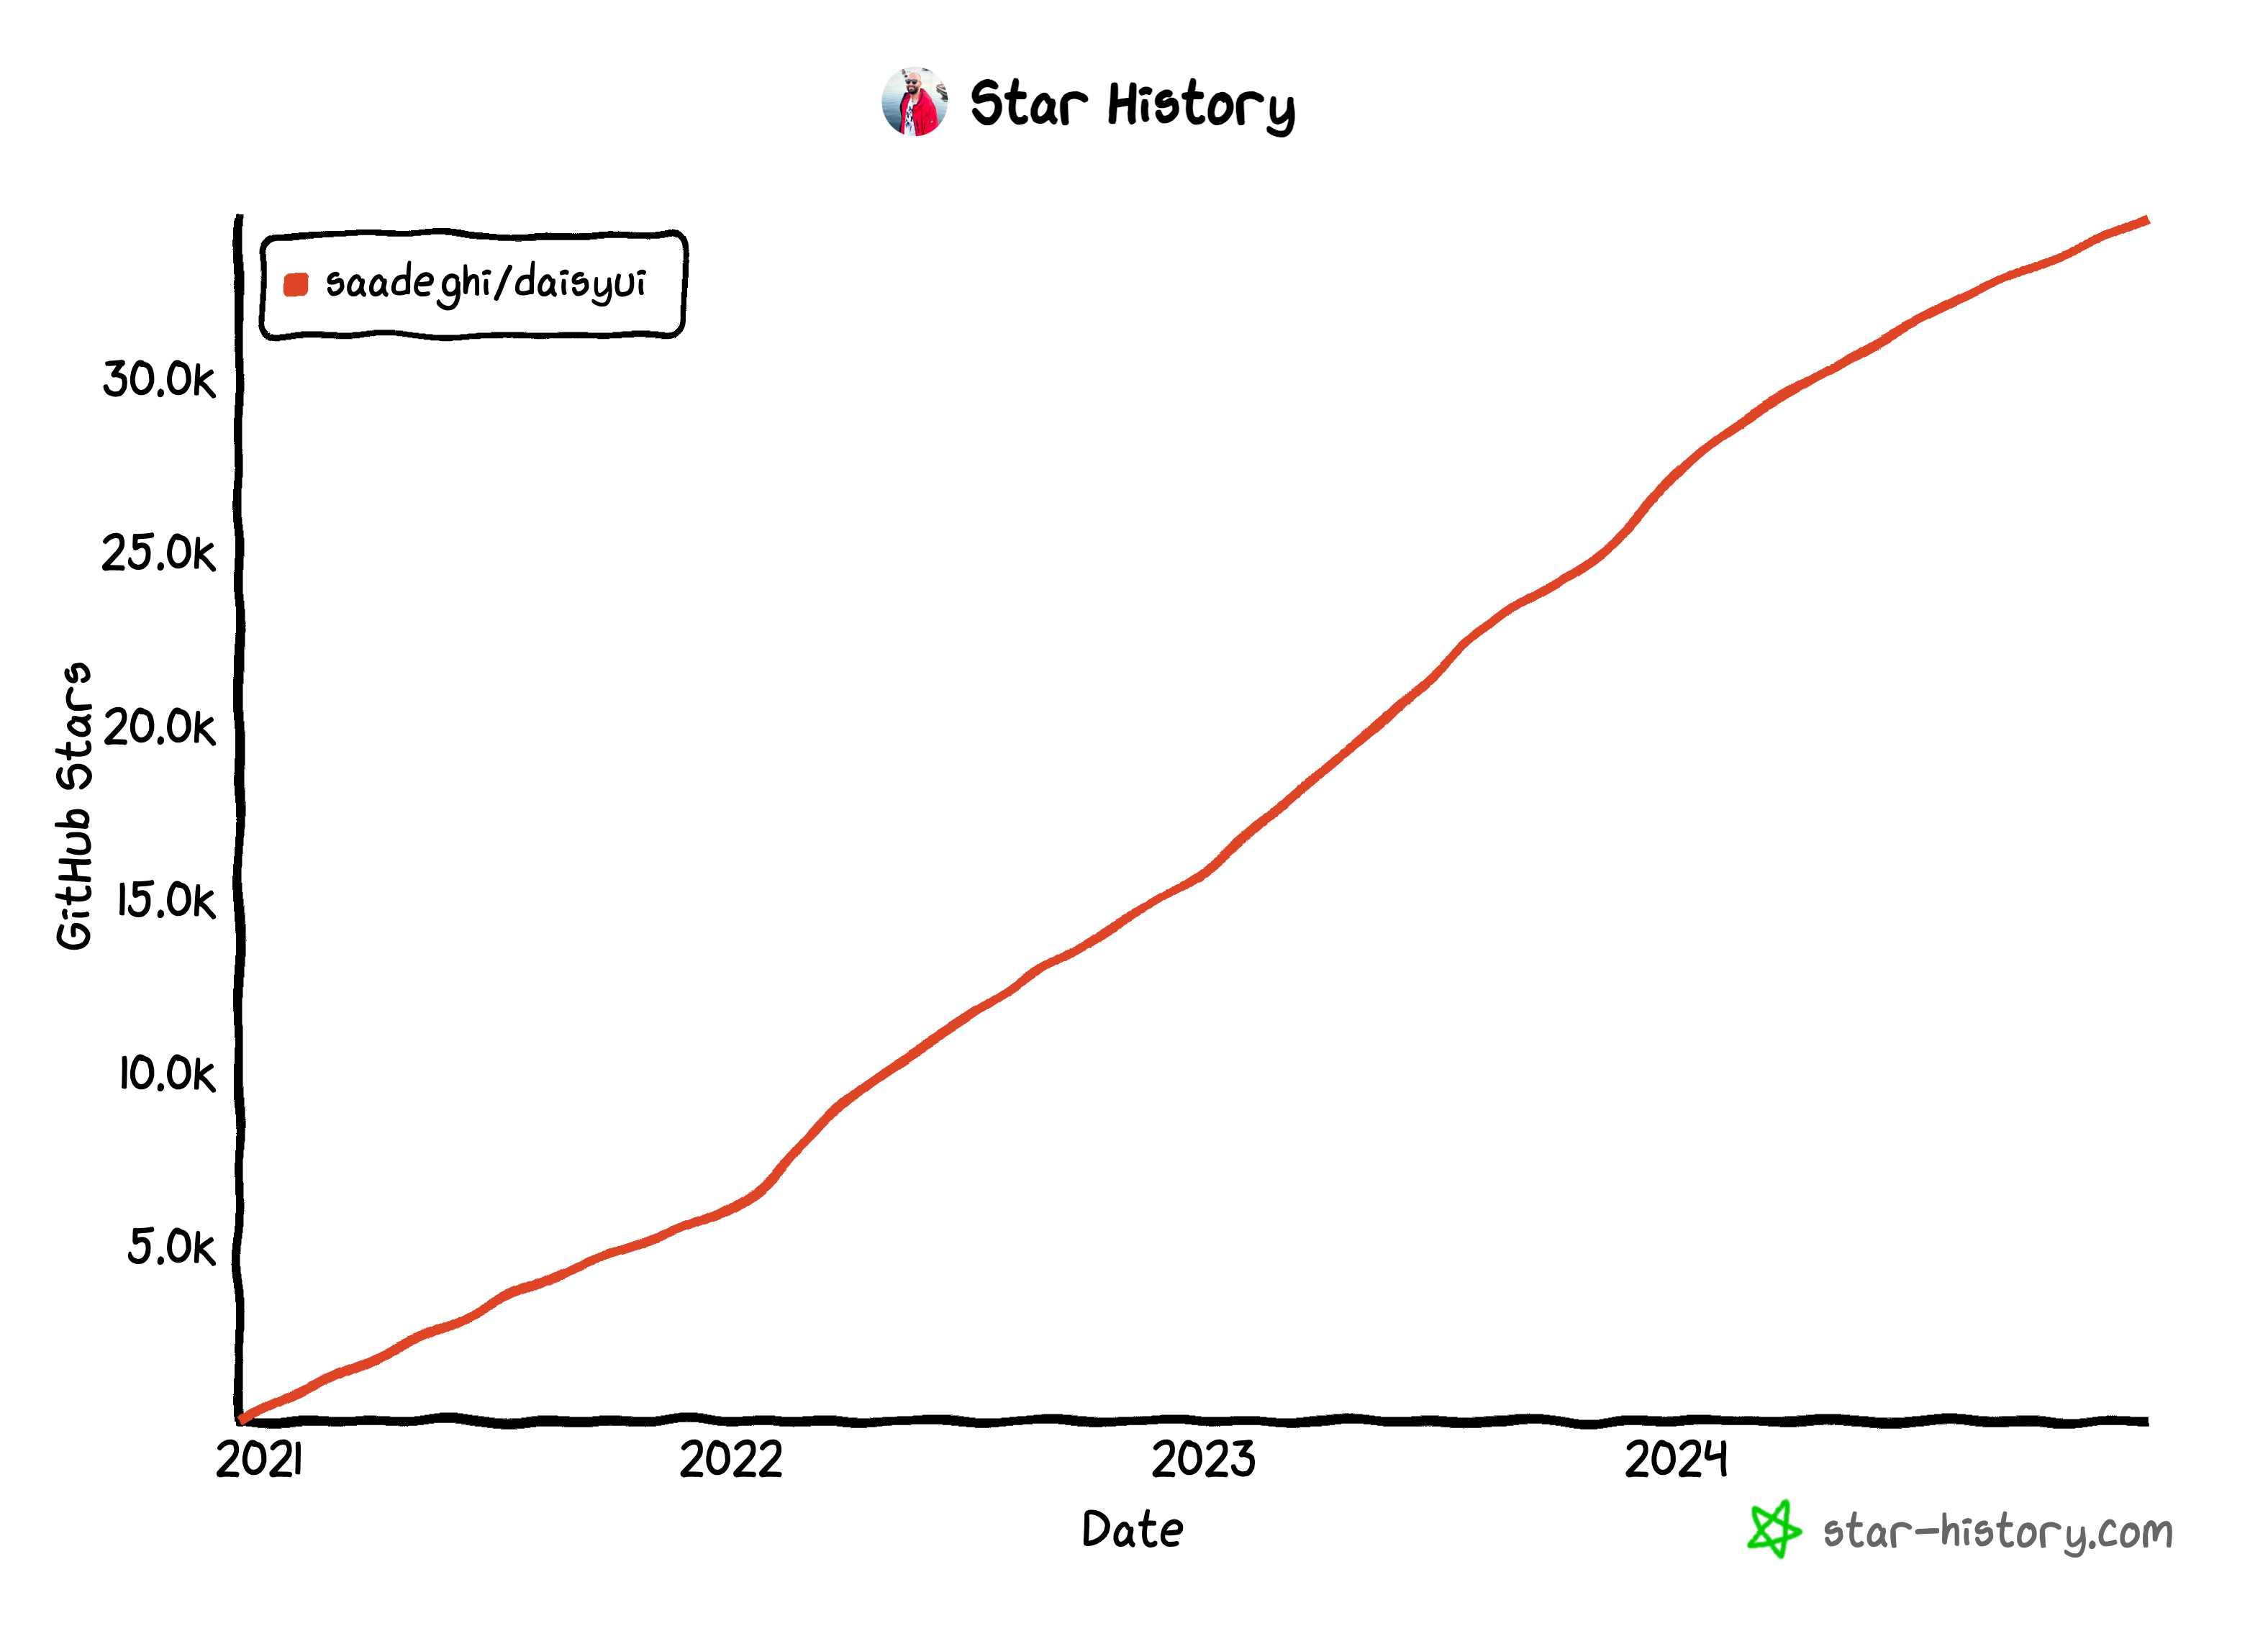 Star History
saadeghi/daisyui
GitHub Stars
30.0K
25.0K
20.0K
15.0K
10.0K
5.0K
2021
2022
2023
2024
Date
star-history.com